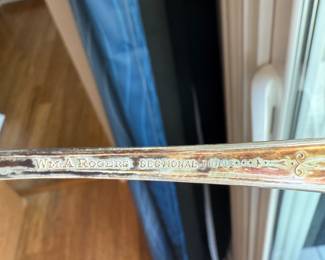 WM. A ROGERS SECTIONAL